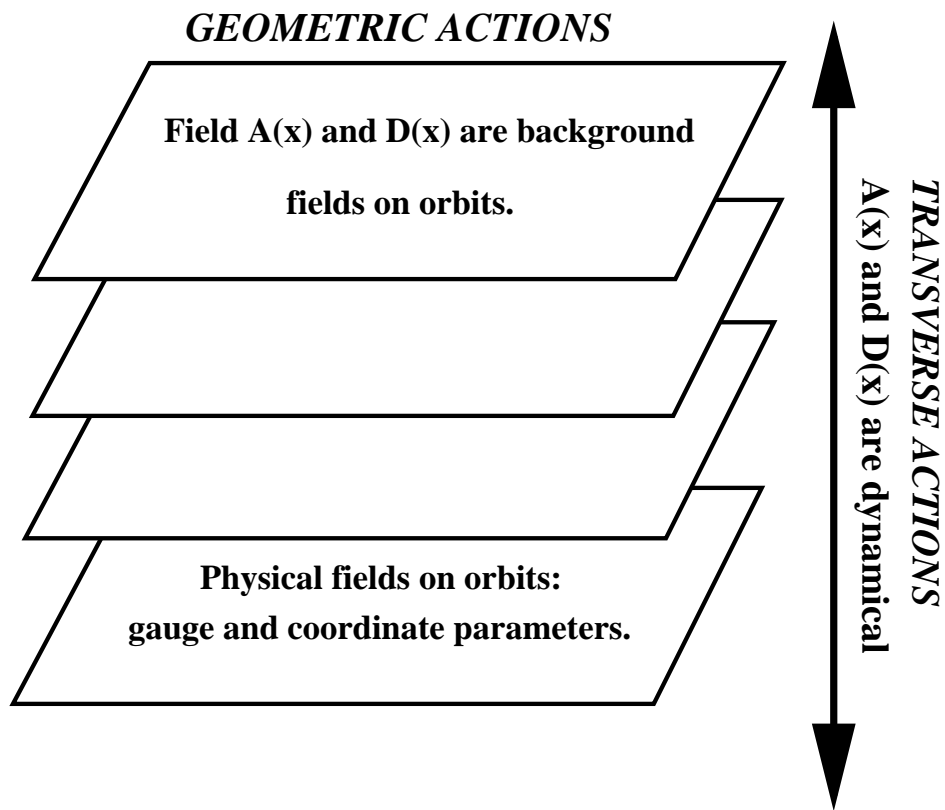 GEOMETRIC ACTIONS
Field A(x) and D(x) are background
fields on orbits.
Physical fields on orbits:
gauge and coordinate parameters.
TRANSVERSE ACTIONS
A(x) and D(x) are dynamical